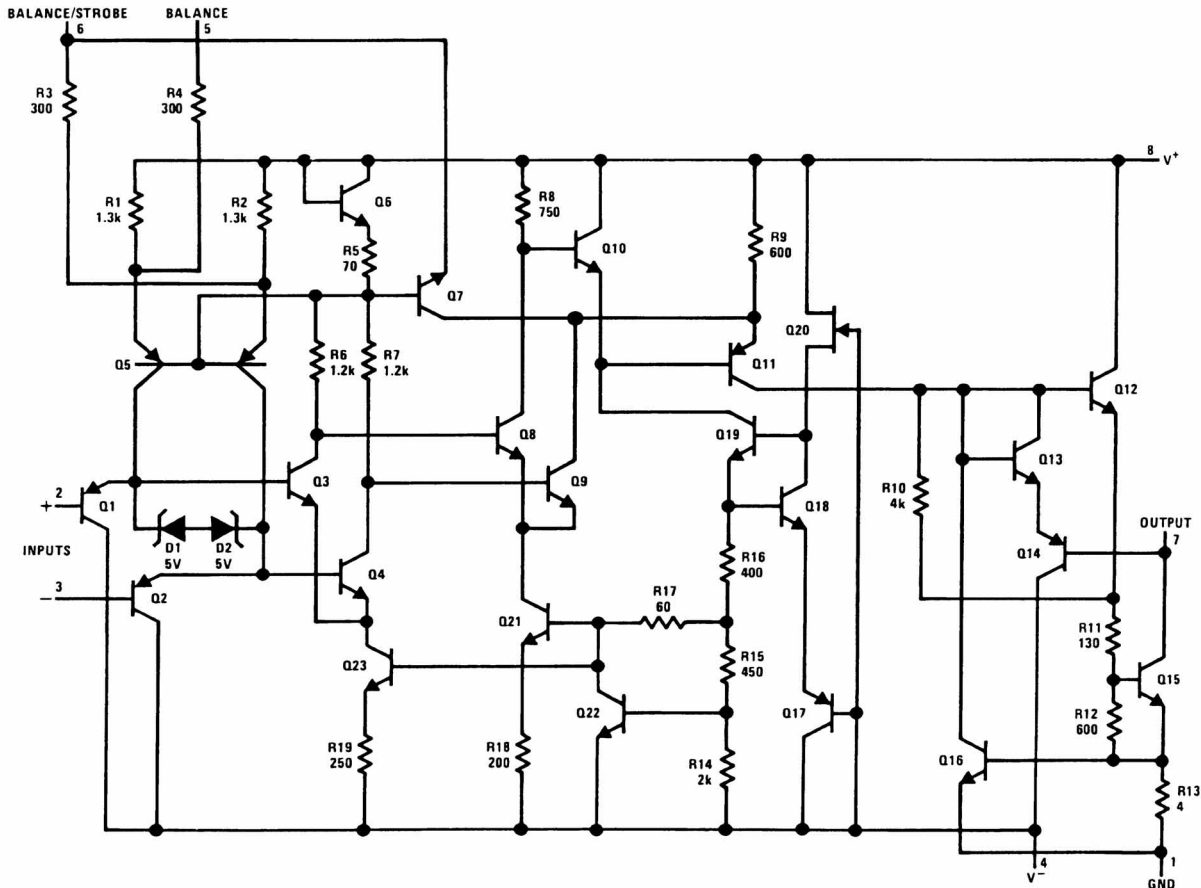 BALANCE/STROBE
6
BALANCE
5
R3
300
R4
300
8
V+
R1
1.3k
R2
1.3k
Q6
R5
70
R8
750
Q10
R9
600
Q7
Q20
Q5
R6
1.2k
R7
1.2k
Q11
Q12
Q8
Q19
Q13
+
2
Q1
Q3
Q9
Q18
R10
4k
OUTPUT
7
INPUTS
D1
5V
D2
5V
Q14
R16
400
-
3
Q2
Q4
R17
60
R11
130
Q21
Q23
R15
450
Q15
Q22
Q17
R12
600
R19
250
R18
200
R14
2k
Q16
R13
4
4
V-
1
GND